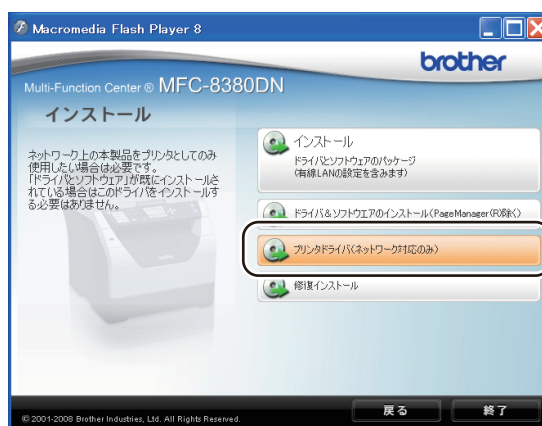 Macromedia Flash Player 8
brother
Multi-Function Center ® MFC-8380DN
インストール
ネットワーク上の本製品をプリンタとしてのみ
使用したい場合は必要です。
「ドライバとソフトウェア」が既にインストールさ
れている場合はこのドライバをインストールす
る必要はありません。
インストール
ドライバとソフトウェアのパッケージ
(有線LANの設定を含みます)
ドライバ&ソフトウエアのインストール(PageManager(R)除く)
プリンタドライバ(ネットワーク対応のみ)
修復インストール
© 2001-2008 Brother Industries, Ltd. All Rights Reserved.
戻る
終了